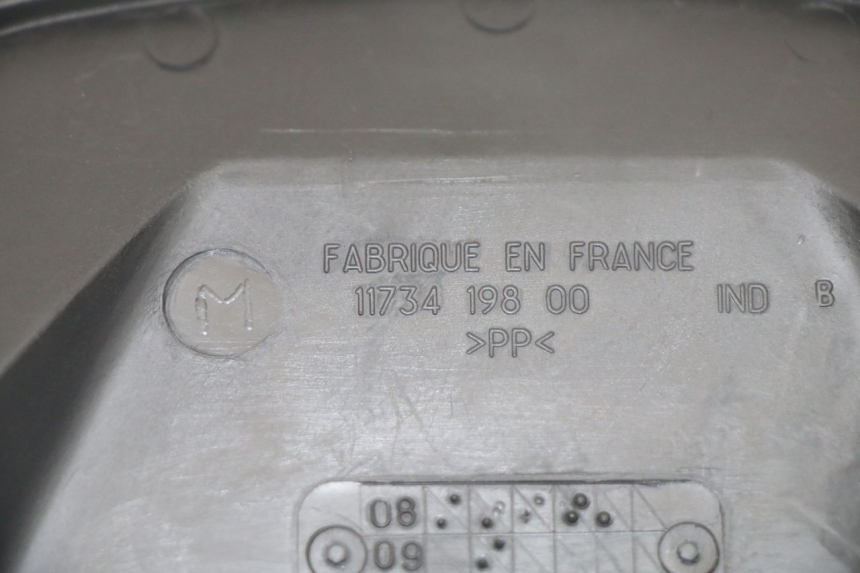 FABRIQUE EN FRANCE
M 11734 198 00 IND B
>PP<
08
09